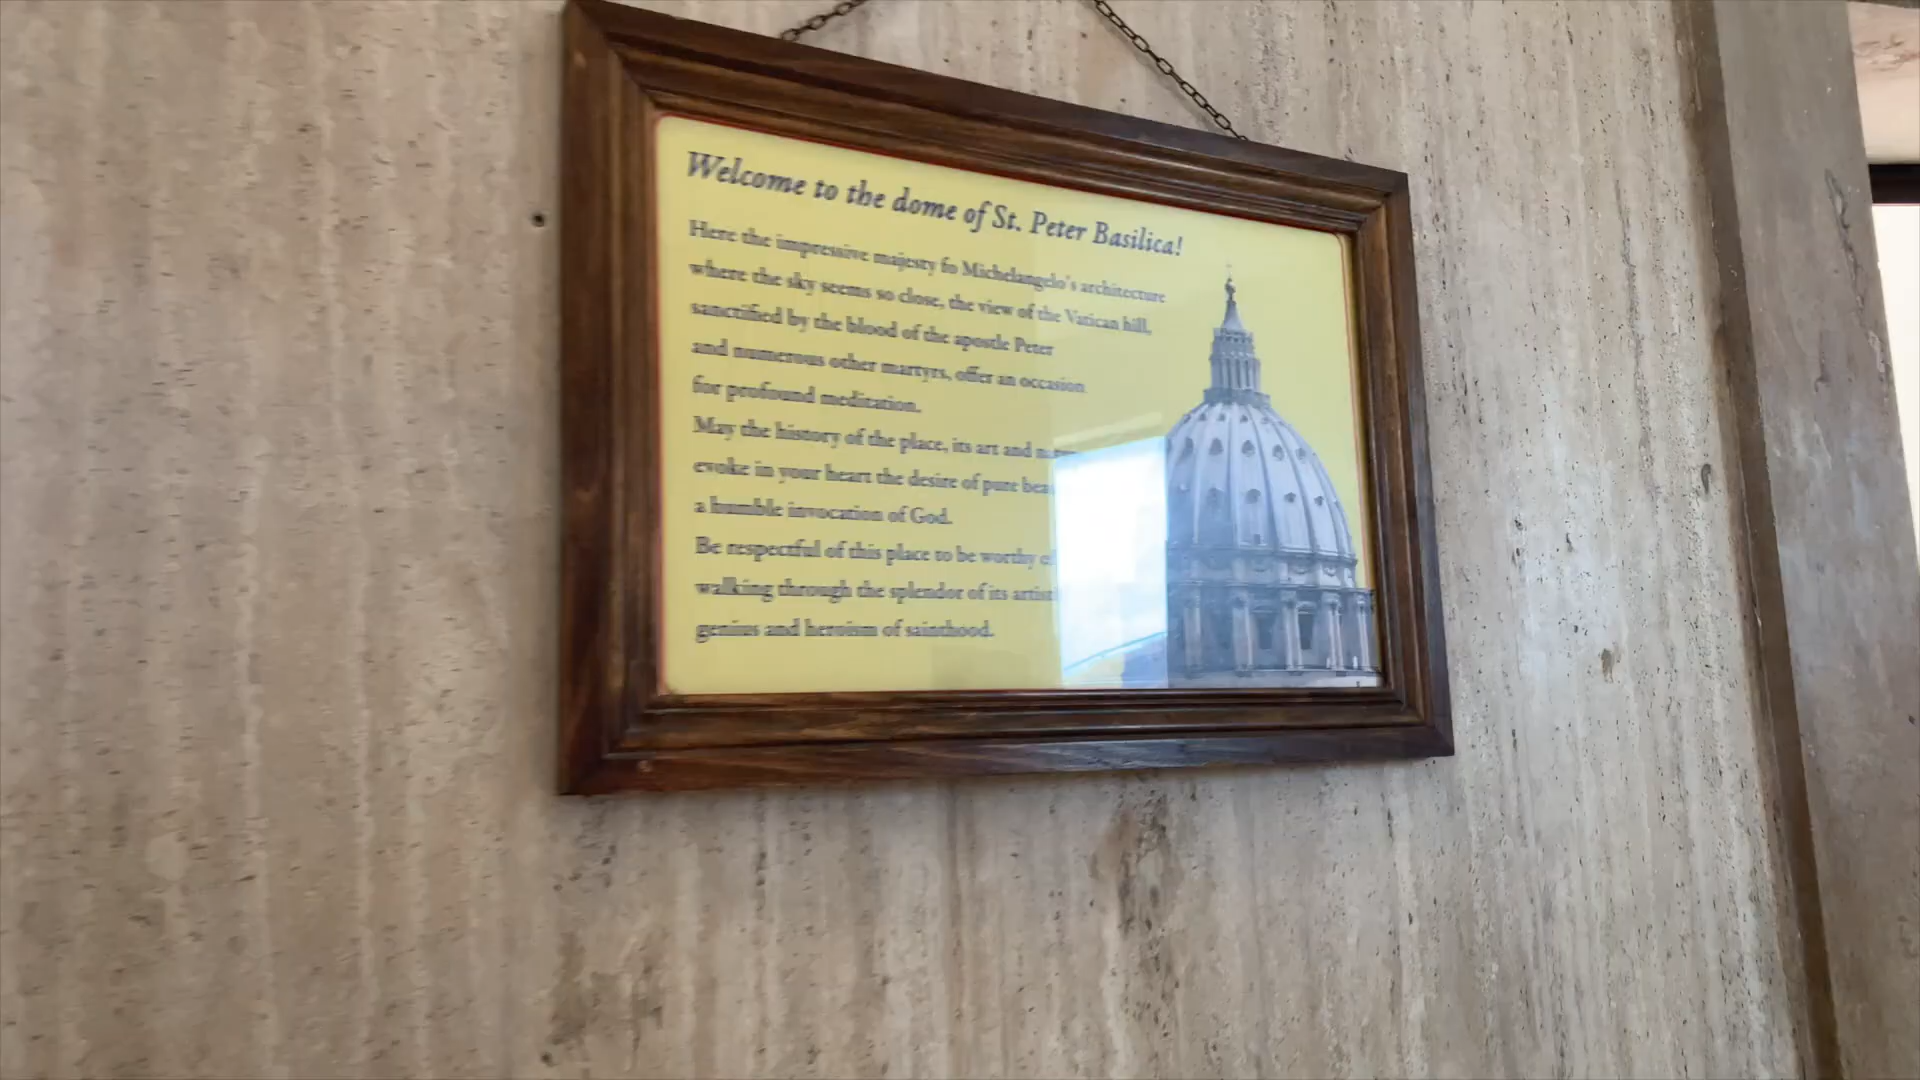 Welcome to the dome of St. Peter Basilica!
Here the impressive majesty fo Michelangelo's architecture
where the sky seems so close, the view of the Vatican hill,
sanctified by the blood of the apostle Peter
and numerous other martyrs, offer an occasion
for profound meditation.
May the history of the place, its art and
evoke in your heart the desire of pure
a humble invocation of God.
Be respectful of this place to be worthy
walking through the splendor of its
genius and heroism of sainthood.